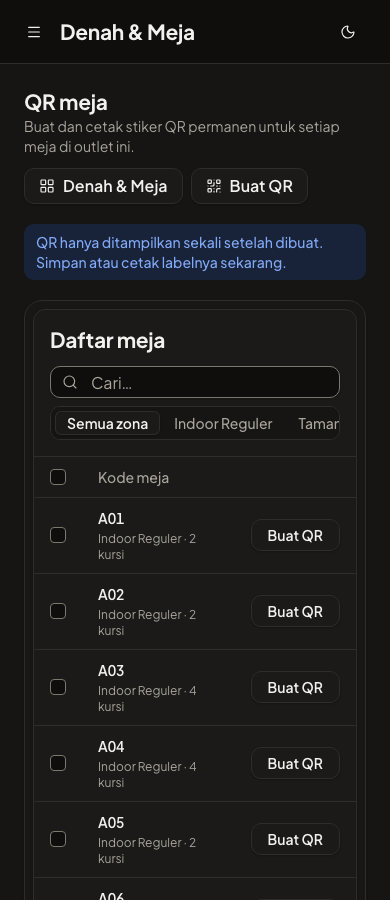 Denah & Meja
QR meja
Buat dan cetak stiker QR permanen untuk setiap
meja di outlet ini.
Denah & Meja
Buat QR
QR hanya ditampilkan sekali setelah dibuat.
Simpan atau cetak labelnya sekarang.
Daftar meja
Cari...
Semua zona
Indoor Reguler
Tamar
Kode meja
A01
Indoor Reguler · 2
kursi
Buat QR
A02
Indoor Reguler · 2
kursi
Buat QR
A03
Indoor Reguler · 4
kursi
Buat QR
A04
Indoor Reguler · 4
kursi
Buat QR
A05
Indoor Reguler · 2
kursi
Buat QR
A06